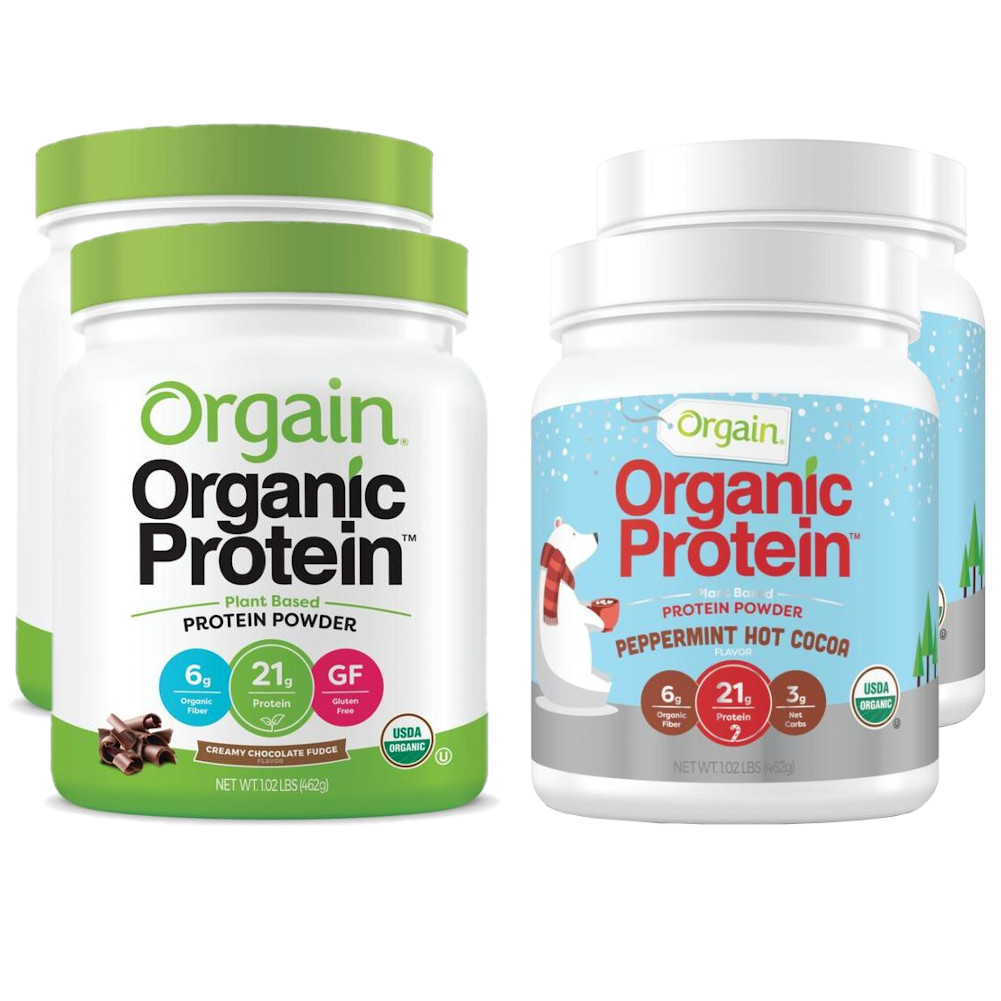 Orgain®
Organic
Protein™
Plant Based
PROTEIN POWDER
6g
Organic
Fiber
21g
Protein
GF
Gluten
Free
CREAMY CHOCOLATE FUDGE
FLAVOR
USDA
ORGANIC
U
NET WT. 1.02 LBS (462g)
Orgain®
Organic
Protein™
Plant Based
PROTEIN POWDER
PEPPERMINT HOT COCOA
FLAVOR
6g
Organic
Fiber
21g
Protein
3g
Net
Carbs
USDA
ORGANIC
NET WT. 1.02 LBS (462g)